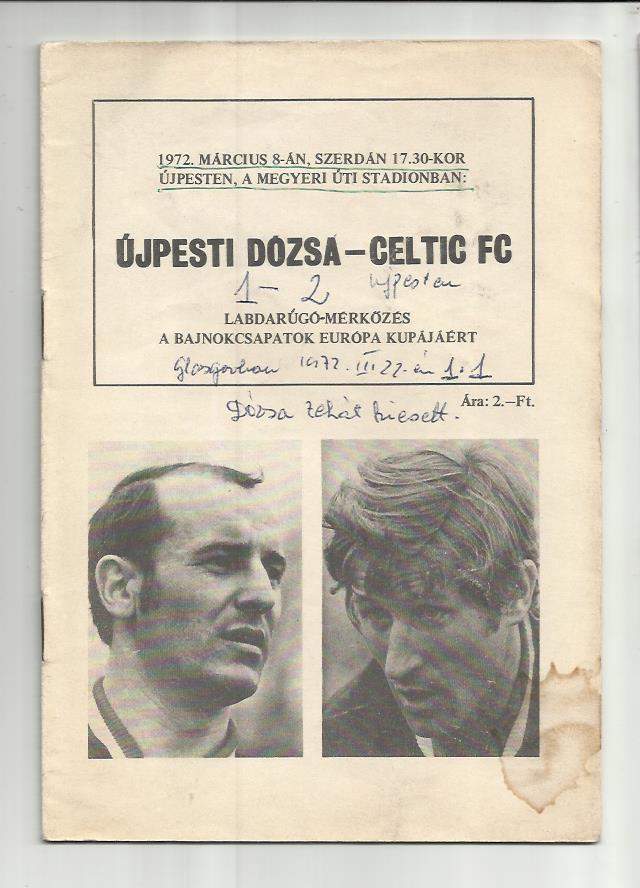 1972. MÁRCIUS 8-ÁN, SZERDÁN 17.30-KOR
ÚJPESTEN, A MEGYERI ÚTI STADIONBAN:
ÚJPESTI DÓZSA—CELTIC FC
1 – 2 Ujpesten
LABDARÚGÓ-MÉRKŐZÉS
A BAJNOKCSAPATOK EURÓPA KUPÁJÁÉRT
Glasgowban 1972. III 22.-én 1:1
Ára: 2.—Ft.
Dózsa tehát kiesett.